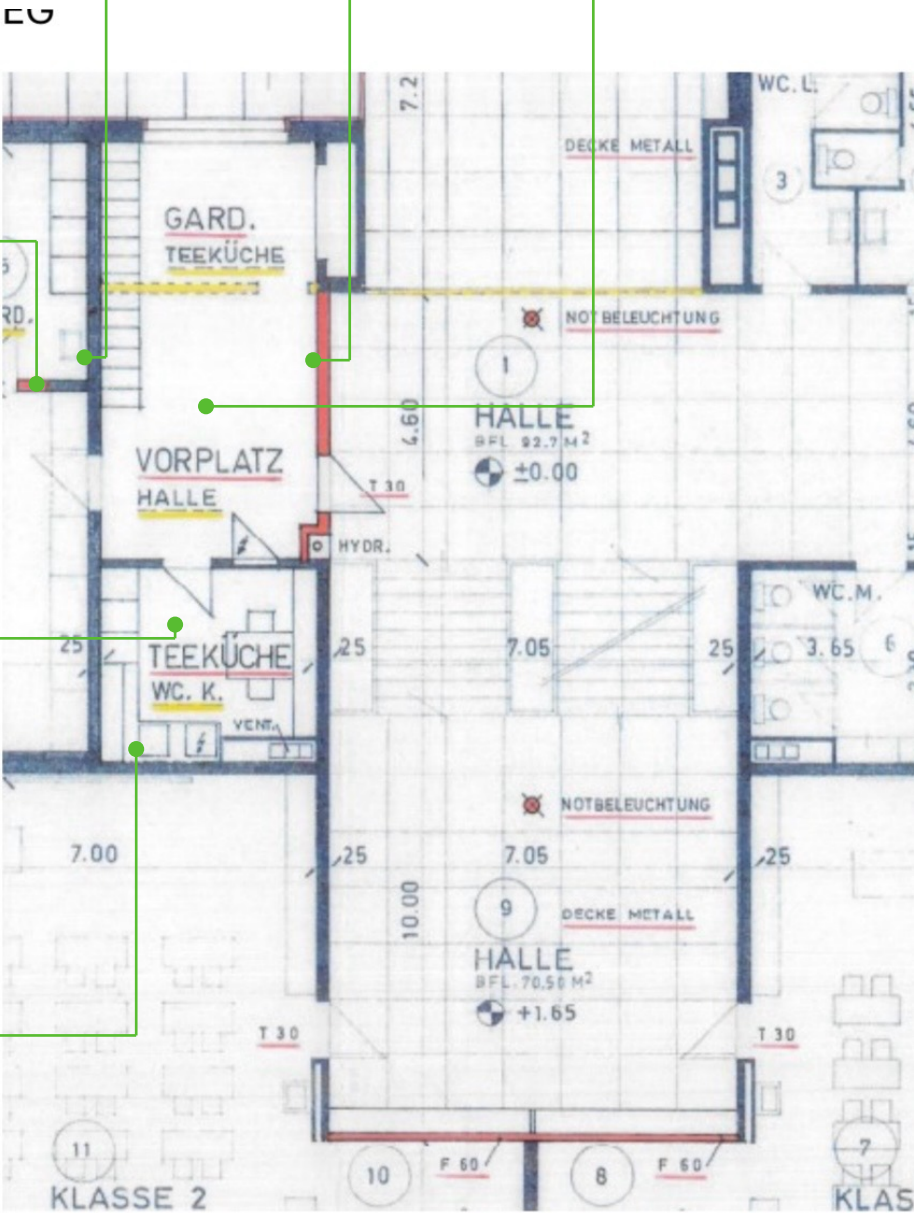 EG
7.2
WC.L.
DECKE METALL
3
GARD.
TEEKÜCHE
RD.
NOTBELEUCHTUNG
1
HALLE
BFL. 92.7 M²
4.60
±0.00
VORPLATZ
HALLE
T 30
HYDR.
WC.M.
25
25
7.05
25
3.65
6
TEEKÜCHE
WC. K.
VENT.
NOTBELEUCHTUNG
7.00
25
7.05
25
10.00
9
DECKE METALL
HALLE
BFL. 70.50 M²
+1.65
T 30
T 30
11
10
F 60
8
F 60
7
KLASSE 2
KLAS